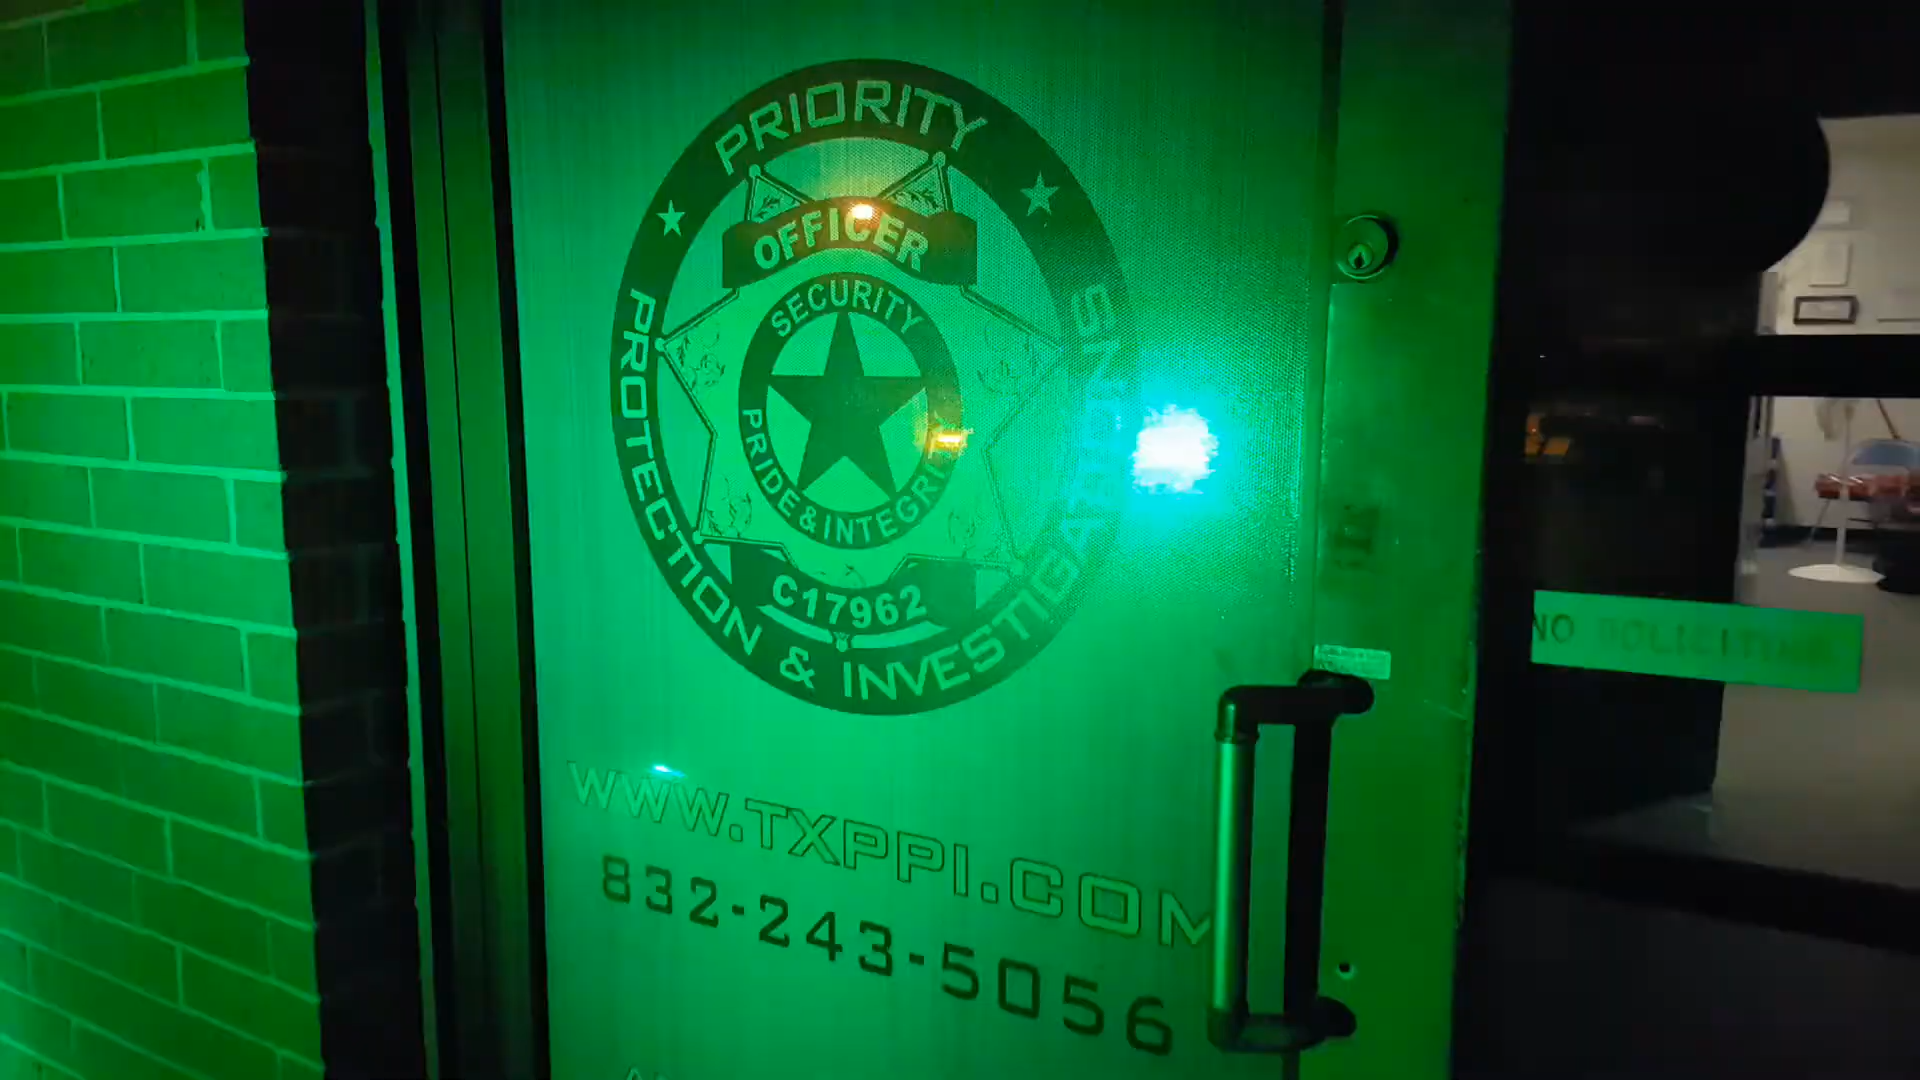 PRIORITY
PROTECTION & INVESTIGATIONS
OFFICER
SECURITY
PRIDE & INTEGRITY
C17962
WWW.TXPPI.COM
832-243-5056
NO SOLICITING